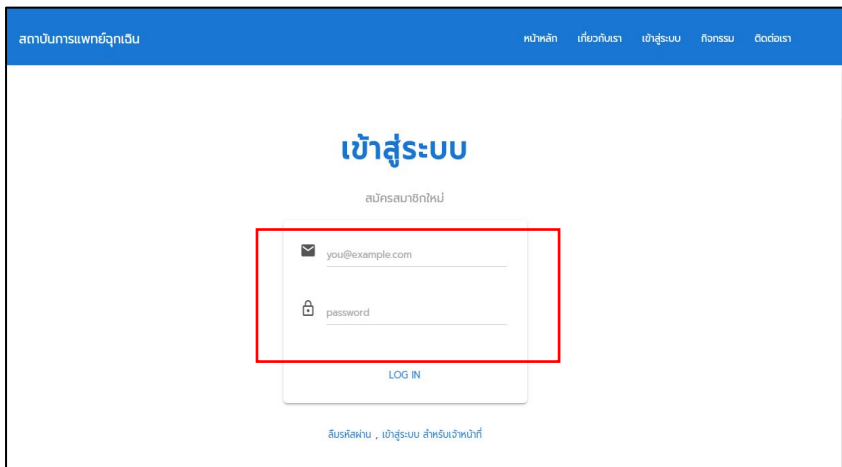 สถาบันการแพทย์ฉุกเฉิน หน้าหลัก เกี่ยวกับเรา เข้าสู่ระบบ กิจกรรม ติดต่อเรา
เข้าสู่ระบบ
สมัครสมาชิกใหม่
you@example.com
password
LOG IN
ลืมรหัสผ่าน , เข้าสู่ระบบ สำหรับเจ้าหน้าที่